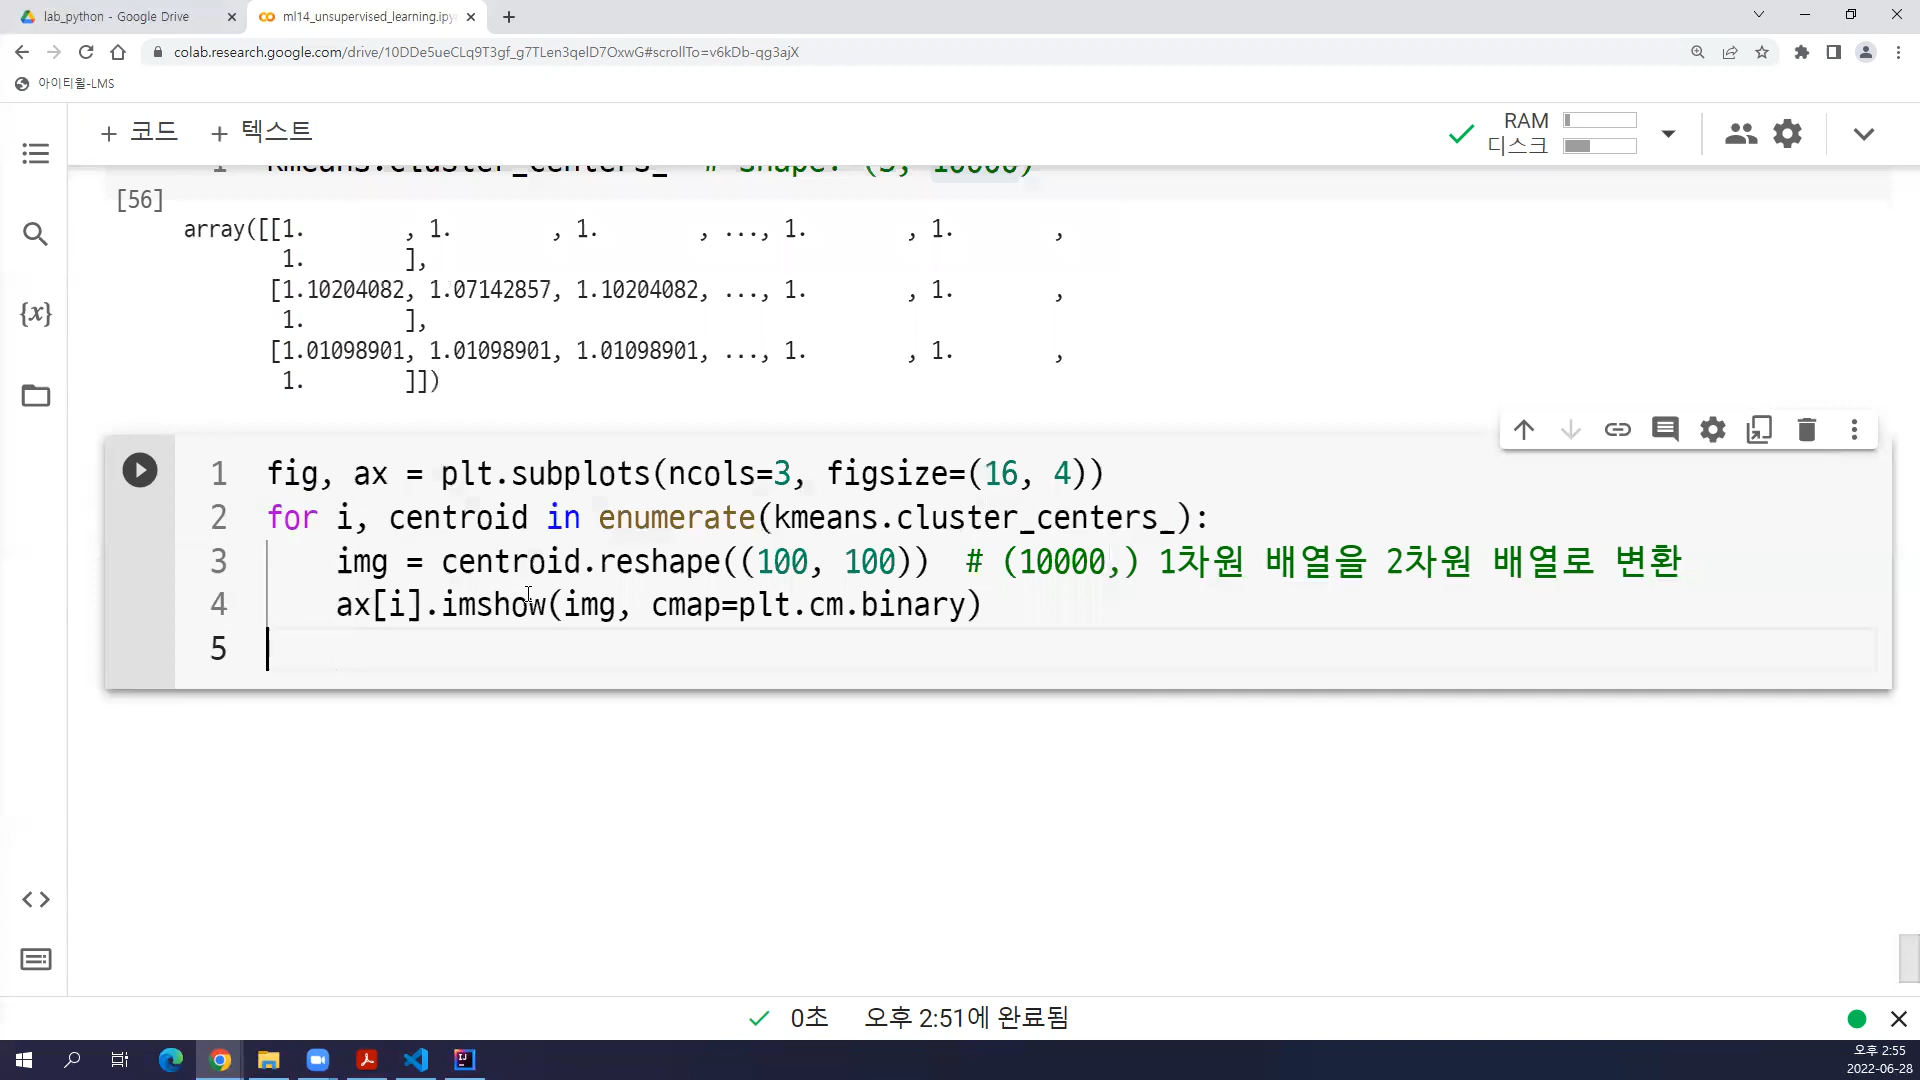 lab_python - Google Drive
ml14_unsupervised_learning.ipy
colab.research.google.com/drive/10DDe5ueCLq9T3gf_g7TLen3qelD7OxwG#scrollTo=v6kDb-qg3ajX
아이티윌-LMS
+ 코드 + 텍스트
RAM
디스크
1 kmeans.cluster_centers_ # shape: (3, 10000)
[56]
array([[1. , 1. , 1. , ..., 1. , 1. ,
1. ],
[1.10204082, 1.07142857, 1.10204082, ..., 1. , 1. ,
1. ],
[1.01098901, 1.01098901, 1.01098901, ..., 1. , 1. ,
1. ]])
1 fig, ax = plt.subplots(ncols=3, figsize=(16, 4))
2 for i, centroid in enumerate(kmeans.cluster_centers_):
3 img = centroid.reshape((100, 100)) # (10000,) 1차원 배열을 2차원 배열로 변환
4 ax[i].imshow(img, cmap=plt.cm.binary)
5
0초 오후 2:51에 완료됨
오후 2:55
2022-06-28